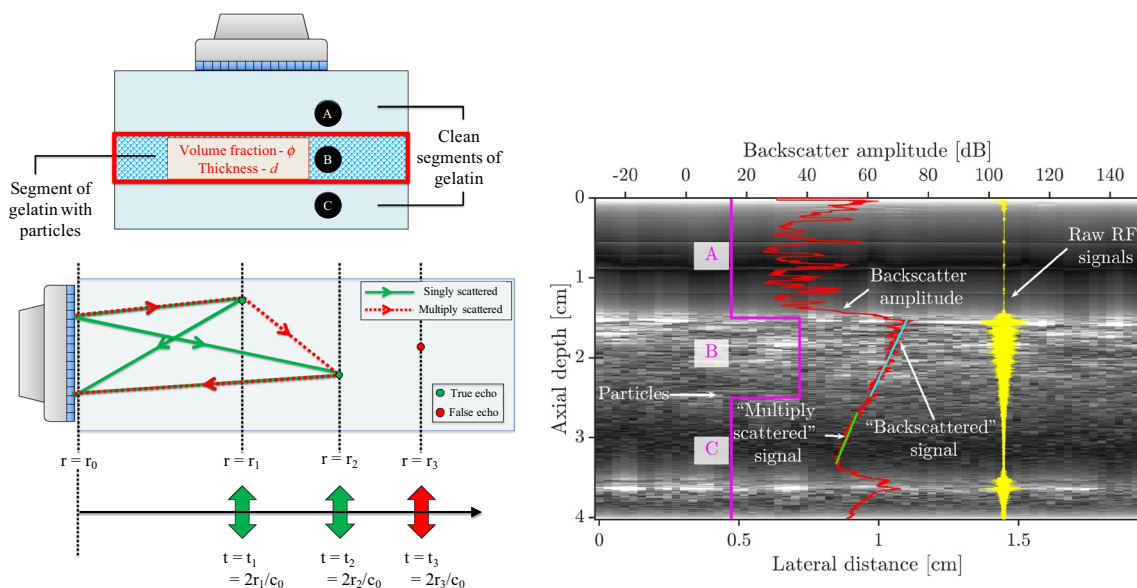 A
Volume fraction - ϕ
Thickness - d
B
C
Clean
segments of
gelatin
Segment of
gelatin with
particles
Singly scattered
Multiply scattered
True echo
False echo
r = r₀
r = r₁
r = r₂
r = r₃
t = t₁
= 2r₁/c₀
t = t₂
= 2r₂/c₀
t = t₃
= 2r₃/c₀
Backscatter amplitude [dB]
-20 0 20 40 60 80 100 120 140
Axial depth [cm]
0
1
2
3
4
A
Raw RF
signals
Backscatter
amplitude
B
Particles
"Multiply
scattered"
signal
"Backscattered"
signal
C
0 0.5 1 1.5
Lateral distance [cm]